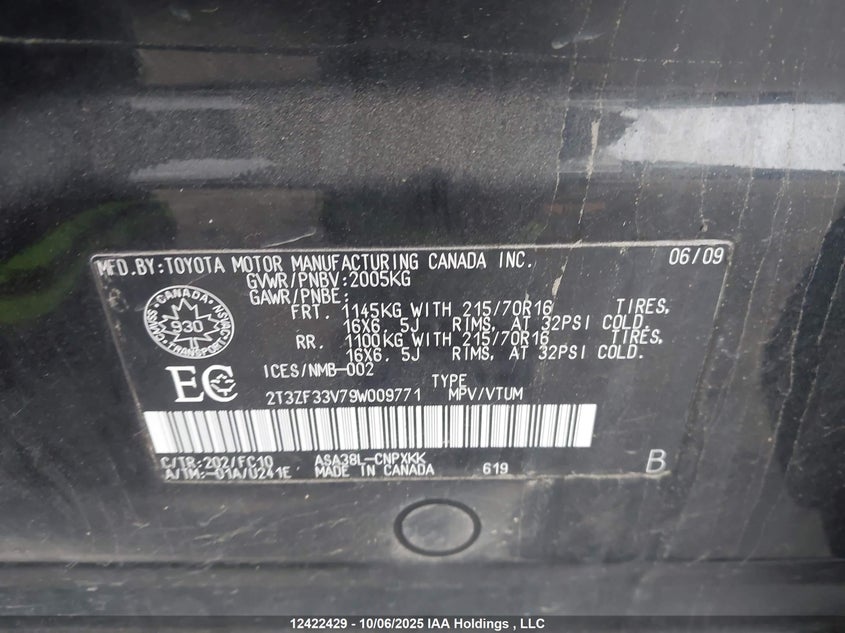 MFD.BY:TOYOTA MOTOR MANUFACTURING CANADA INC. 06/09
GVWR/PNBV:2005KG
GAWR/PNBE:
FRT. 1145KG WITH 215/70R16 TIRES,
16X6.5J RIMS, AT 32PSI COLD.
RR. 1100KG WITH 215/70R16 TIRES,
16X6.5J RIMS, AT 32PSI COLD.
CANADA
930
TRANSPORT
ICES/NMB-002
EC
TYPE
2T3ZF33V79W009771 MPV/VTUM
C/TR:202/FC10 ASA38L-CNPXKK
A/TM:-01A/U241E MADE IN CANADA 619 B
12422429 - 10/06/2025 IAA Holdings , LLC